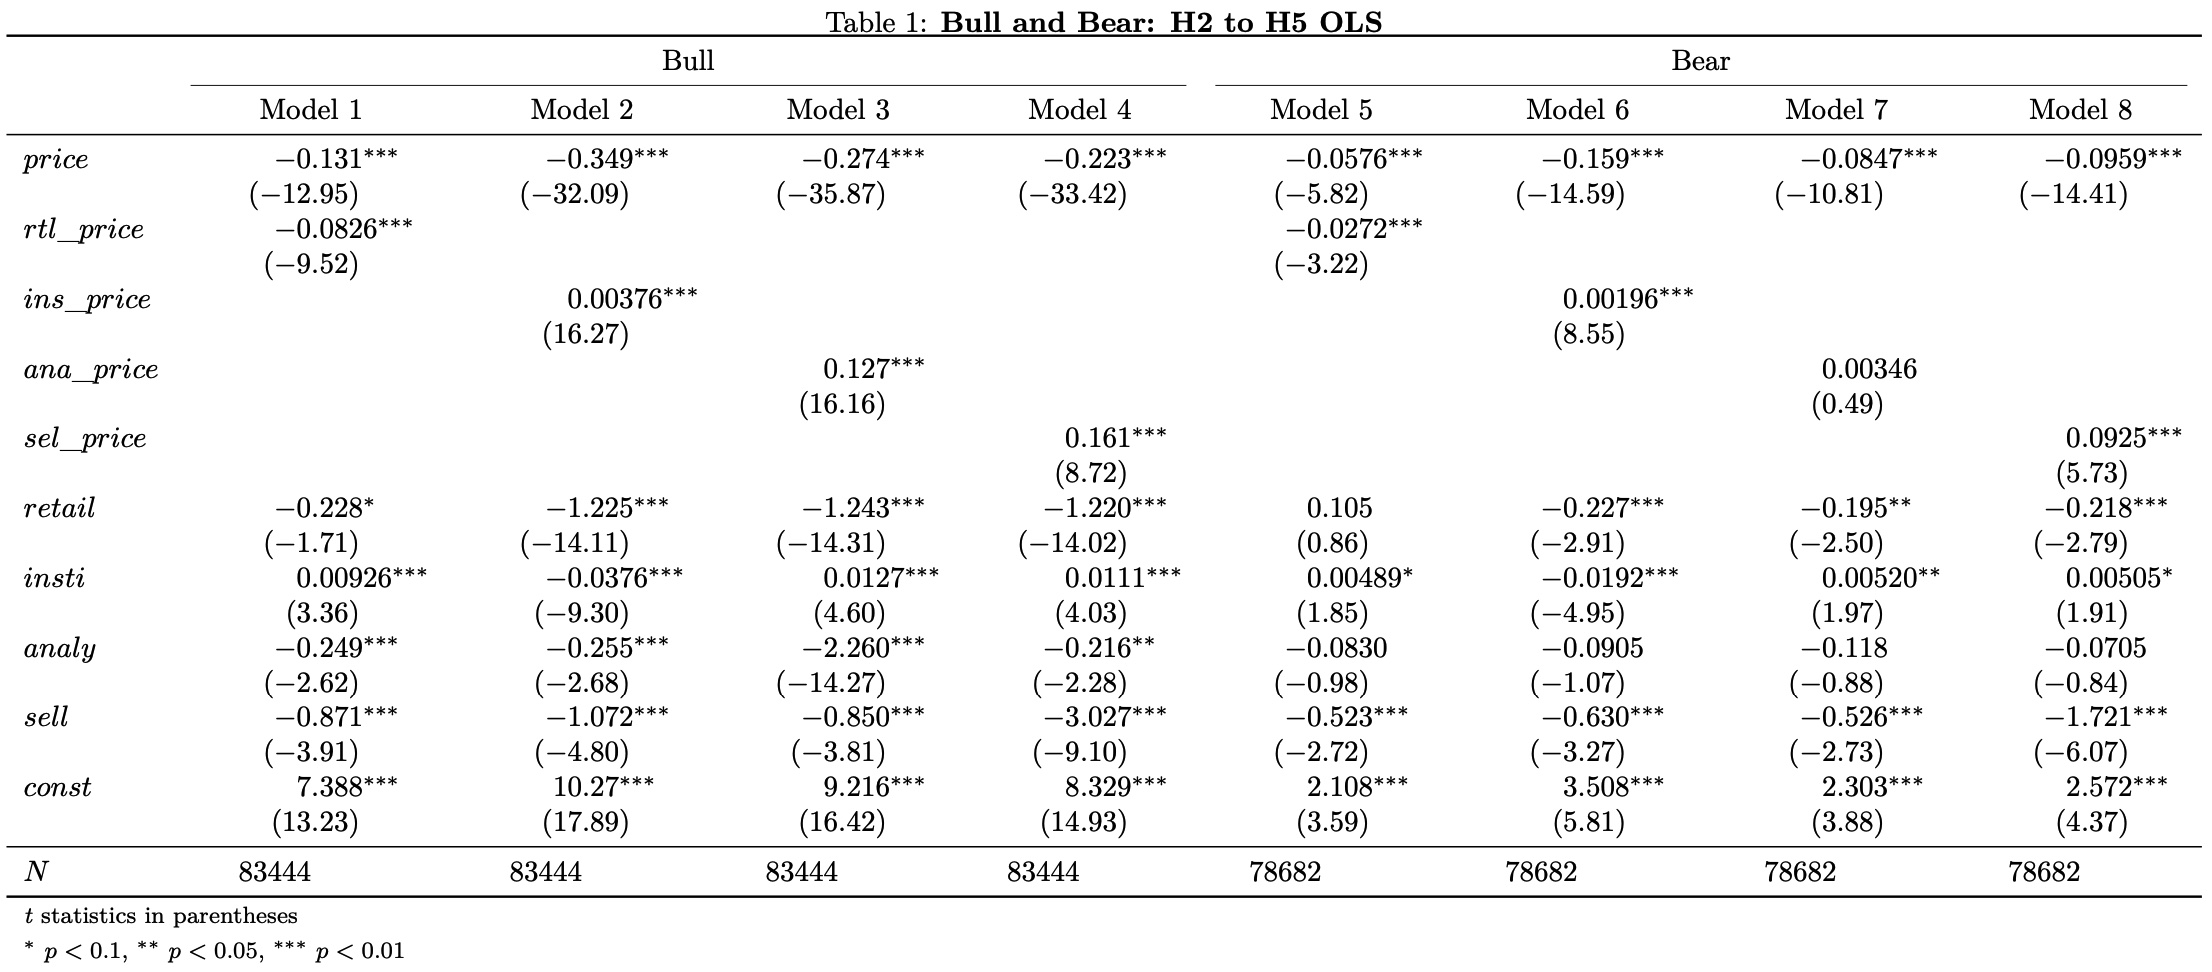 Table 1: Bull and Bear: H2 to H5 OLS
Bull Bear
Model 1 Model 2 Model 3 Model 4 Model 5 Model 6 Model 7 Model 8
price −0.131*** −0.349*** −0.274*** −0.223*** −0.0576*** −0.159*** −0.0847*** −0.0959***
(−12.95) (−32.09) (−35.87) (−33.42) (−5.82) (−14.59) (−10.81) (−14.41)
rtl_price −0.0826*** −0.0272***
(−9.52) (−3.22)
ins_price 0.00376*** 0.00196***
(16.27) (8.55)
ana_price 0.127*** 0.00346
(16.16) (0.49)
sel_price 0.161*** 0.0925***
(8.72) (5.73)
retail −0.228* −1.225*** −1.243*** −1.220*** 0.105 −0.227*** −0.195** −0.218***
(−1.71) (−14.11) (−14.31) (−14.02) (0.86) (−2.91) (−2.50) (−2.79)
insti 0.00926*** −0.0376*** 0.0127*** 0.0111*** 0.00489* −0.0192*** 0.00520** 0.00505*
(3.36) (−9.30) (4.60) (4.03) (1.85) (−4.95) (1.97) (1.91)
analy −0.249*** −0.255*** −2.260*** −0.216** −0.0830 −0.0905 −0.118 −0.0705
(−2.62) (−2.68) (−14.27) (−2.28) (−0.98) (−1.07) (−0.88) (−0.84)
sell −0.871*** −1.072*** −0.850*** −3.027*** −0.523*** −0.630*** −0.526*** −1.721***
(−3.91) (−4.80) (−3.81) (−9.10) (−2.72) (−3.27) (−2.73) (−6.07)
const 7.388*** 10.27*** 9.216*** 8.329*** 2.108*** 3.508*** 2.303*** 2.572***
(13.23) (17.89) (16.42) (14.93) (3.59) (5.81) (3.88) (4.37)
N 83444 83444 83444 83444 78682 78682 78682 78682
t statistics in parentheses
* p < 0.1, ** p < 0.05, *** p < 0.01